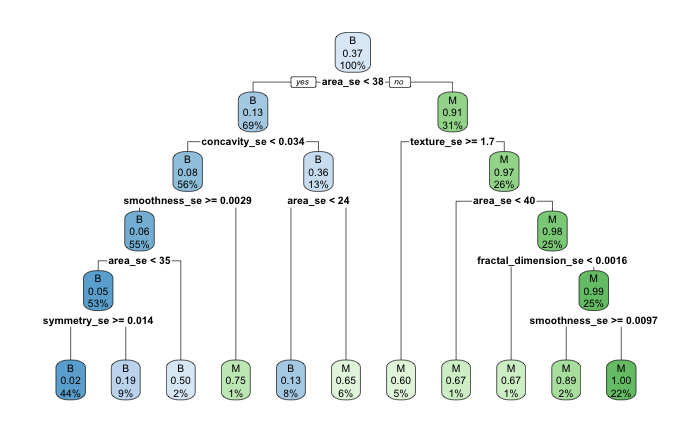 B
0.37
100%
yes area_se < 38 no
B
0.13
69%
M
0.91
31%
concavity_se < 0.034
texture_se >= 1.7
B
0.08
56%
B
0.36
13%
M
0.97
26%
smoothness_se >= 0.0029
area_se < 24
area_se < 40
B
0.06
55%
M
0.98
25%
area_se < 35
fractal_dimension_se < 0.0016
B
0.05
53%
M
0.99
25%
symmetry_se >= 0.014
smoothness_se >= 0.0097
B
0.02
44%
B
0.19
9%
B
0.50
2%
M
0.75
1%
B
0.13
8%
M
0.65
6%
M
0.60
5%
M
0.67
1%
M
0.67
1%
M
0.89
2%
M
1.00
22%